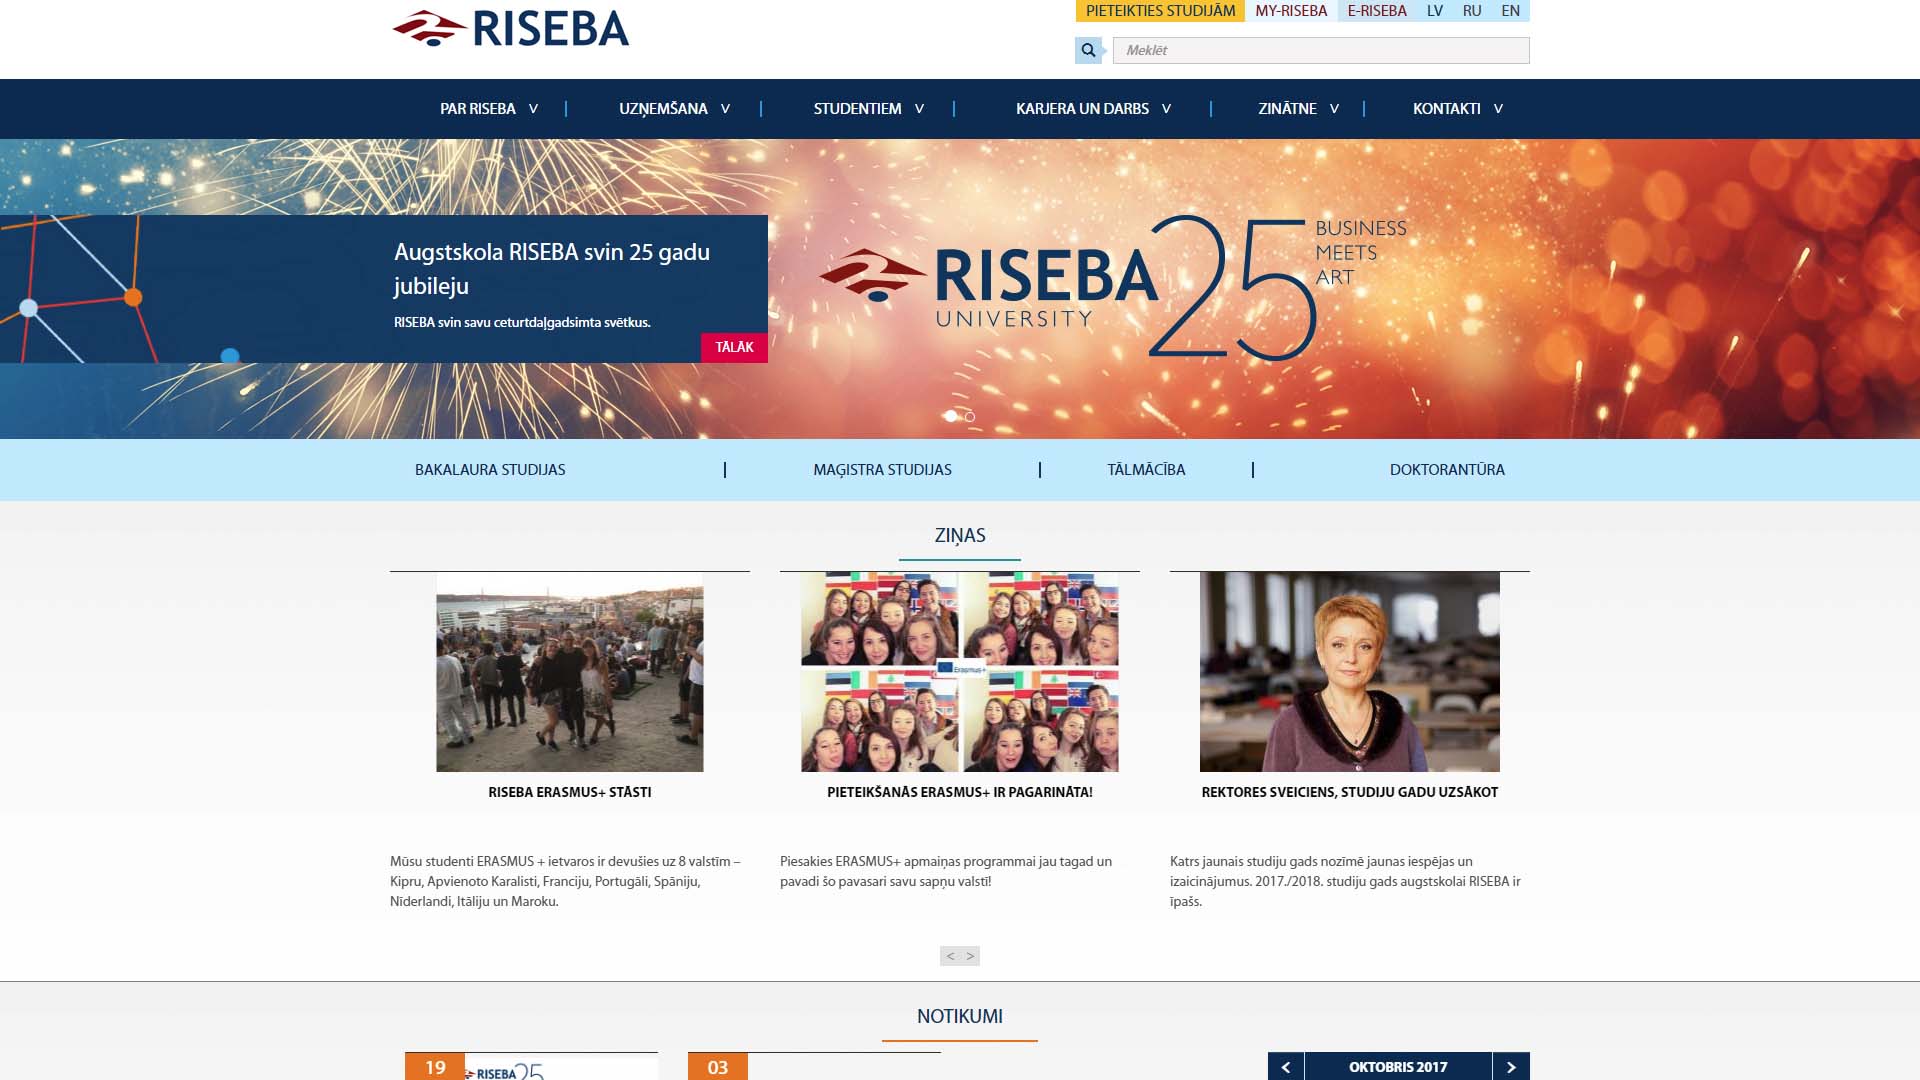 RISEBA
PIETEIKTIES STUDIJĀM MY-RISEBA E-RISEBA LV RU EN
Meklēt
PAR RISEBA
UZŅEMŠANA
STUDENTIEM
KARJERA UN DARBS
ZINĀTNE
KONTAKTI
Augstskola RISEBA svin 25 gadu
jubileju
RISEBA svin savu ceturtdaļgadsimta svētkus.
TĀLĀK
RISEBA
UNIVERSITY
25
BUSINESS
MEETS
ART
BAKALAURA STUDIJAS
MAĢISTRA STUDIJAS
TĀLMĀCĪBA
DOKTORANTŪRA
ZIŅAS
Erasmus+
RISEBA ERASMUS+ STĀSTI
Mūsu studenti ERASMUS + ietvaros ir devušies uz 8 valstīm –
Kipru, Apvienoto Karalisti, Franciju, Portugāli, Spāniju,
Nīderlandi, Itāliju un Maroku.
PIETEIKŠANĀS ERASMUS+ IR PAGARINĀTA!
Piesakies ERASMUS+ apmaiņas programmai jau tagad un
pavadi šo pavasari savu sapņu valstī!
REKTORES SVEICIENS, STUDIJU GADU UZSĀKOT
Katrs jaunais studiju gads nozīmē jaunas iespējas un
izaicinājumus. 2017./2018. studiju gads augstskolai RISEBA ir
īpašs.
< >
NOTIKUMI
19
RISEBA 25
03
< OKTOBRIS 2017 >